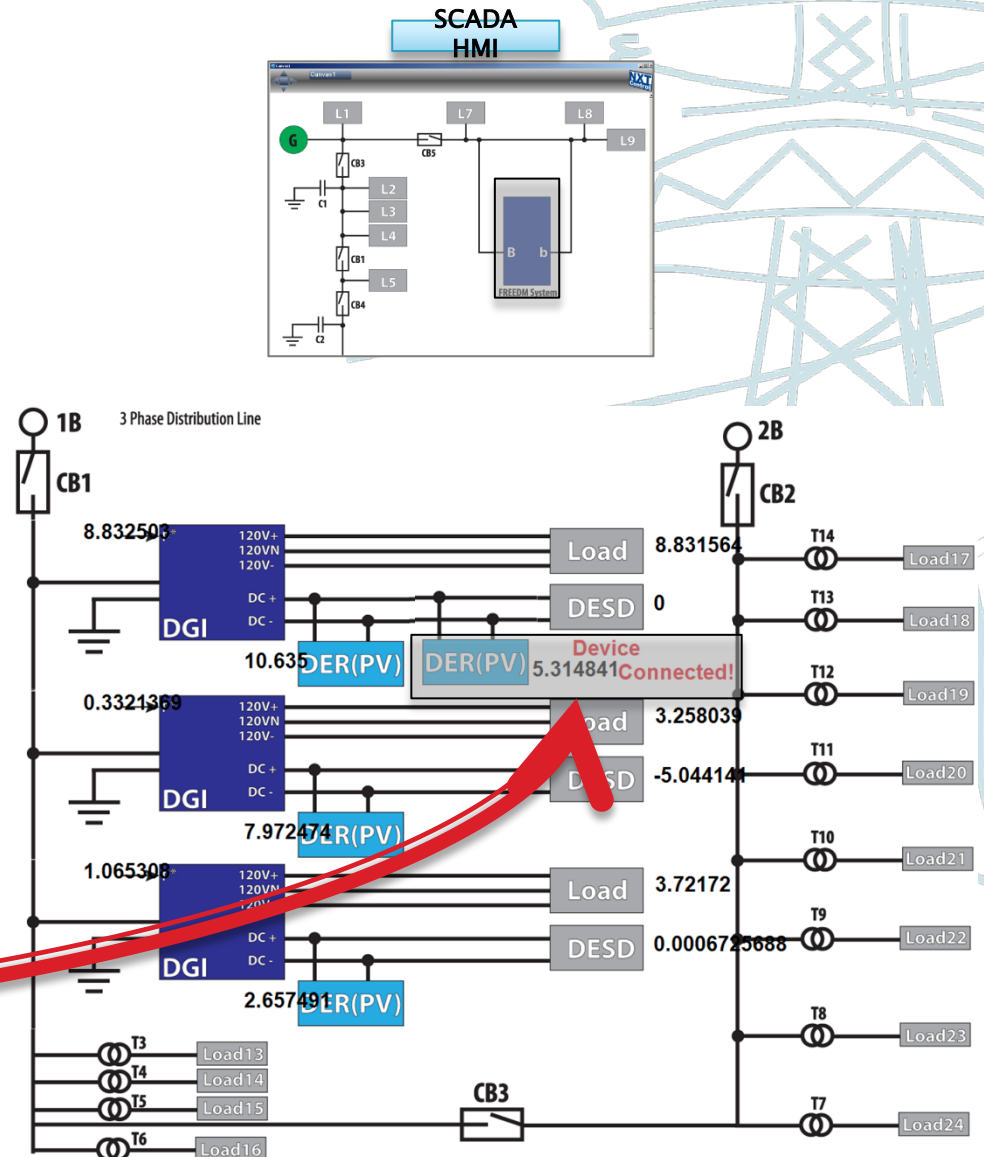 SCADA
HMI
Canvas1
NXT
Control
L1
L7
L8
G
CB5
L9
CB3
C1
L2
L3
L4
CB1
L5
CB4
C2
B
b
FREEDM System
1B
3 Phase Distribution Line
2B
CB1
CB2
8.832503
120V+
120VN
120V-
DC +
DC -
DGI
Load
8.831564
DESD
0
10.635
DER(PV)
DER(PV)
5.314841
Device
Connected!
0.3321369
120V+
120VN
120V-
DC +
DC -
DGI
Load
3.258039
DESD
-5.044141
7.972474
DER(PV)
1.065308
120V+
120VN
120V-
DC +
DC -
DGI
Load
3.72172
DESD
0.0006725688
2.657491
DER(PV)
T14
Load17
T13
Load18
T12
Load19
T11
Load20
T10
Load21
T9
Load22
T8
Load23
T7
Load24
T3
Load13
T4
Load14
T5
Load15
T6
Load16
CB3